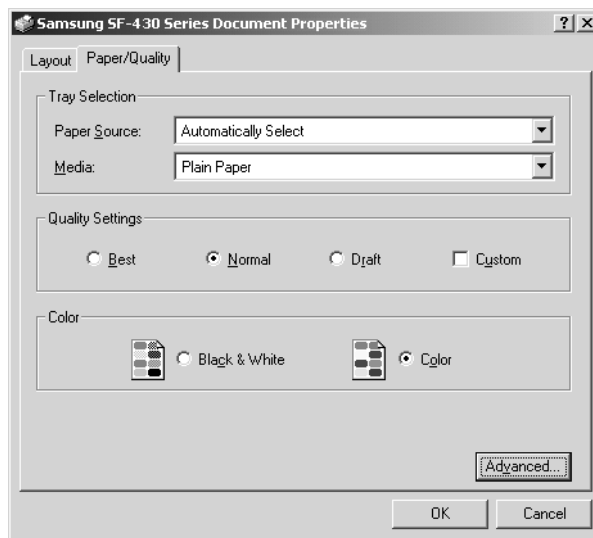 Samsung SF-430 Series Document Properties
Layout Paper/Quality
Tray Selection
Paper Source: Automatically Select
Media: Plain Paper
Quality Settings
Best Normal Draft Custom
Color
Black & White Color
Advanced...
OK Cancel